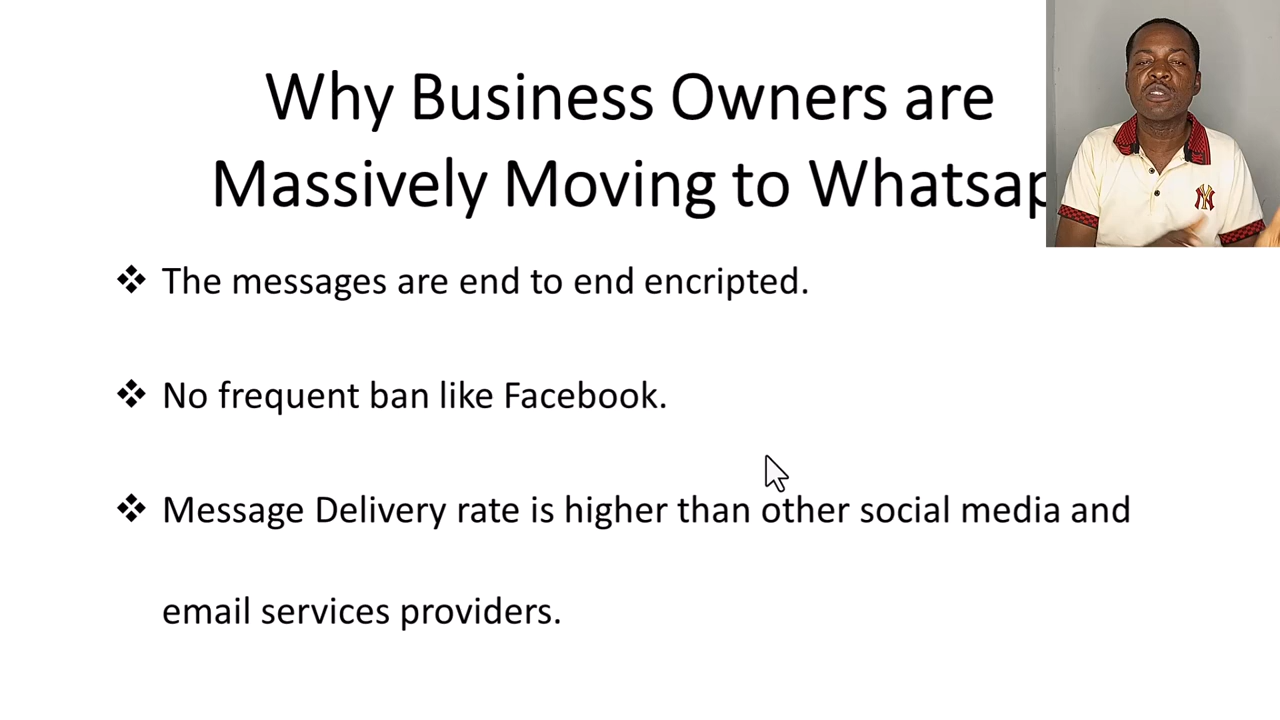 Why Business Owners are
Massively Moving to Whatsap
❖ The messages are end to end encripted.
❖ No frequent ban like Facebook.
❖ Message Delivery rate is higher than other social media and
email services providers.
NY